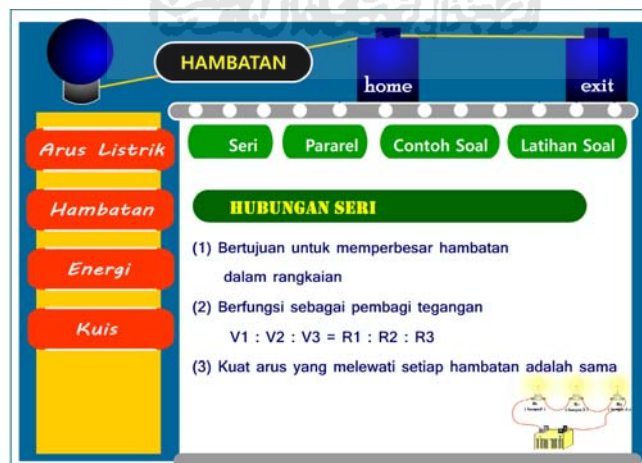 HAMBATAN
home
exit
Arus Listrik
Hambatan
Energi
Kuis
Seri
Pararel
Contoh Soal
Latihan Soal
HUBUNGAN SERI
(1) Bertujuan untuk memperbesar hambatan
dalam rangkaian
(2) Berfungsi sebagai pembagi tegangan
V1 : V2 : V3 = R1 : R2 : R3
(3) Kuat arus yang melewati setiap hambatan adalah sama